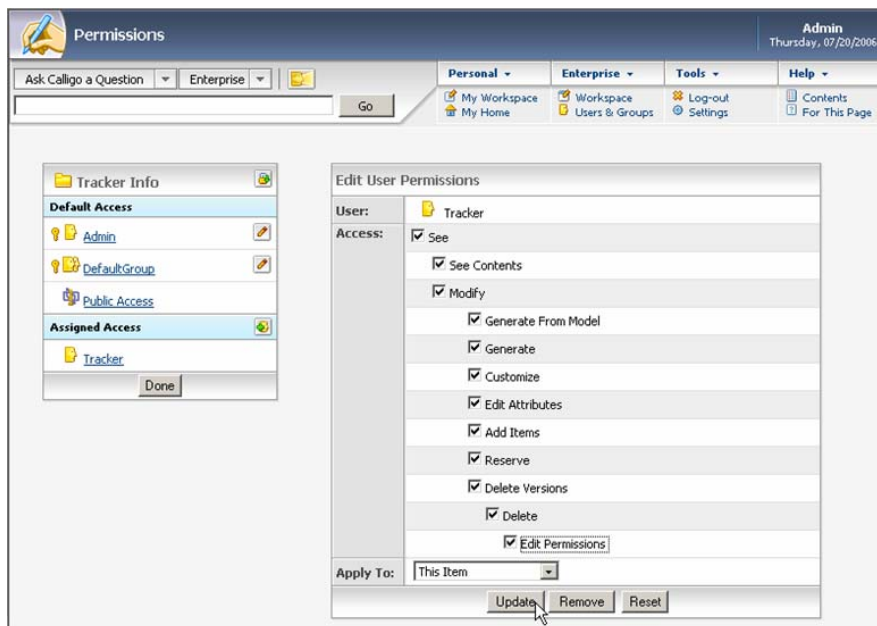 Permissions
Admin
Thursday, 07/20/2006
Ask Calligo a Question
Enterprise
Go
Personal
My Workspace
My Home
Enterprise
Workspace
Users & Groups
Tools
Log-out
Settings
Help
Contents
For This Page
Tracker Info
Default Access
Admin
DefaultGroup
Public Access
Assigned Access
Tracker
Done
Edit User Permissions
User: Tracker
Access: See
See Contents
Modify
Generate From Model
Generate
Customize
Edit Attributes
Add Items
Reserve
Delete Versions
Delete
Edit Permissions
Apply To: This Item
Update Remove Reset